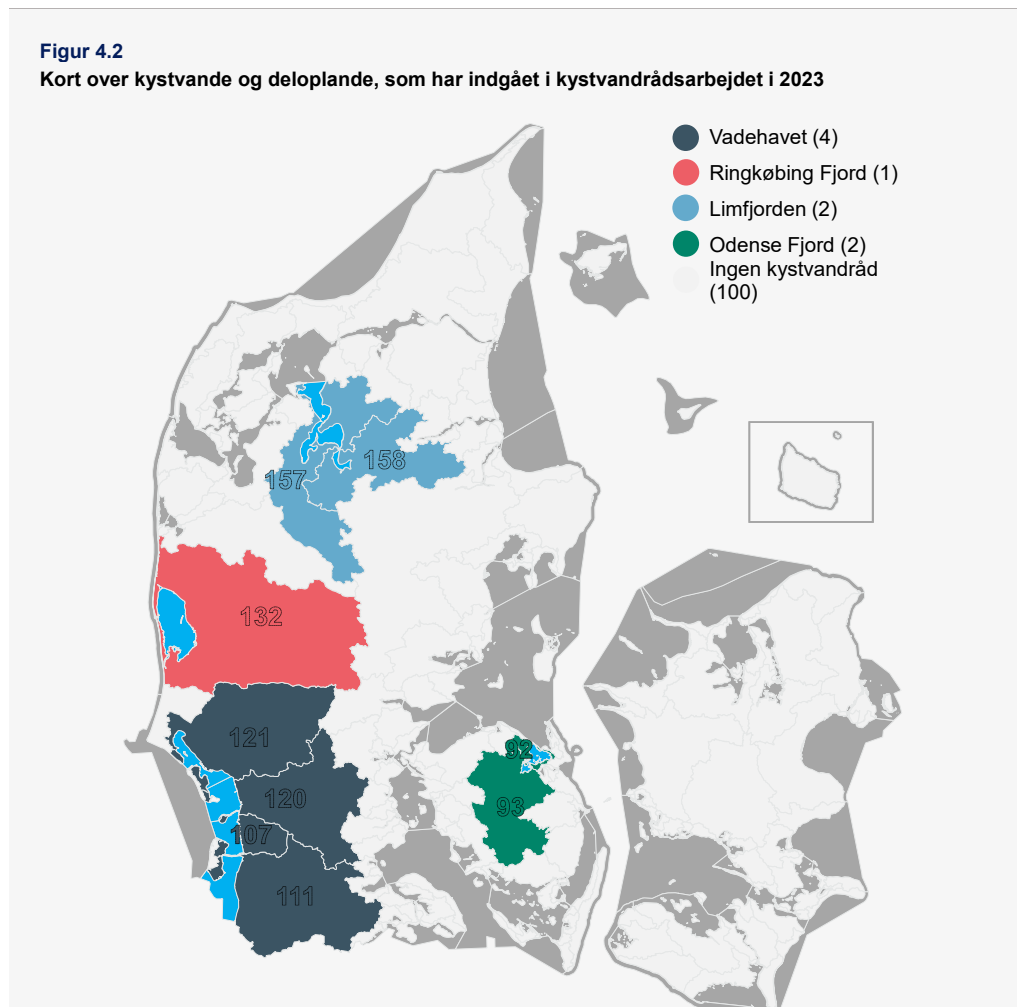 Figur 4.2
Kort over kystvande og deloplande, som har indgået i kystvandrådsarbejdet i 2023
Vadehavet (4)
Ringkøbing Fjord (1)
Limfjorden (2)
Odense Fjord (2)
Ingen kystvandråd
(100)
158
157
132
121
92
120
93
107
111